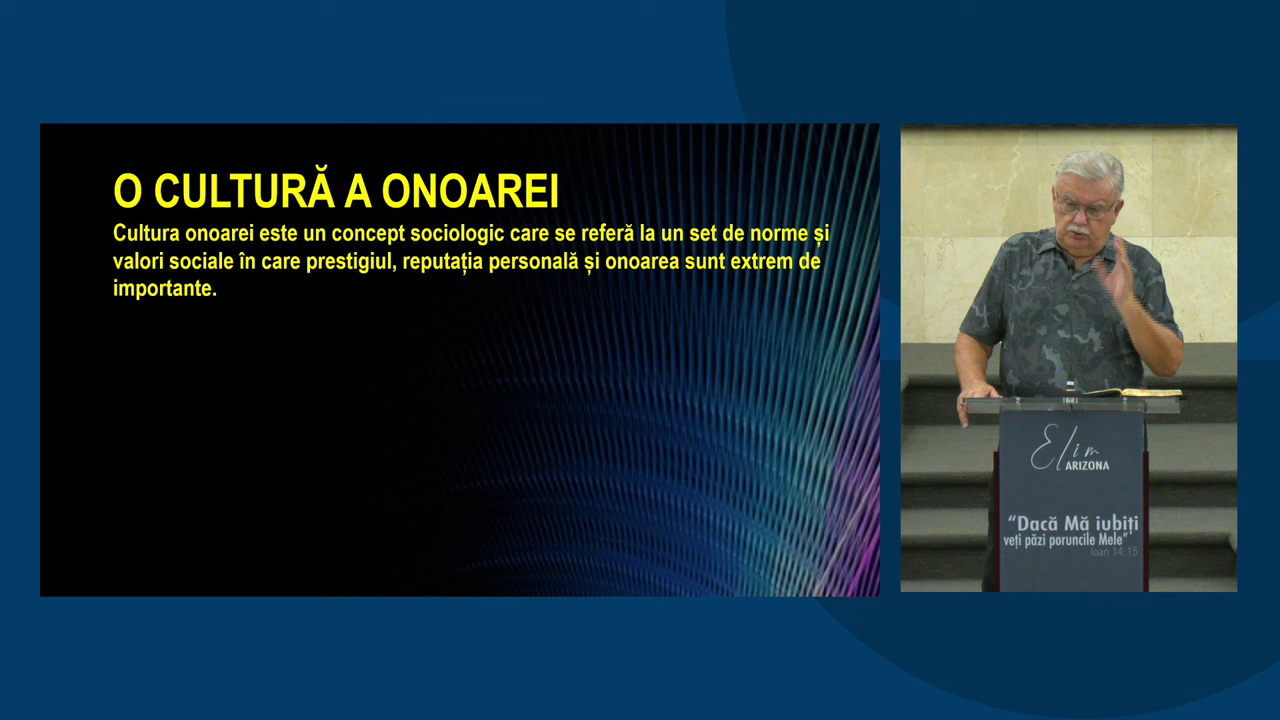 O CULTURĂ A ONOAREI
Cultura onoarei este un concept sociologic care se referă la un set de norme și
valori sociale în care prestigiul, reputația personală și onoarea sunt extrem de
importante.
Elim
ARIZONA
“Dacă Mă iubiți
veți păzi poruncile Mele”
Ioan 14:15